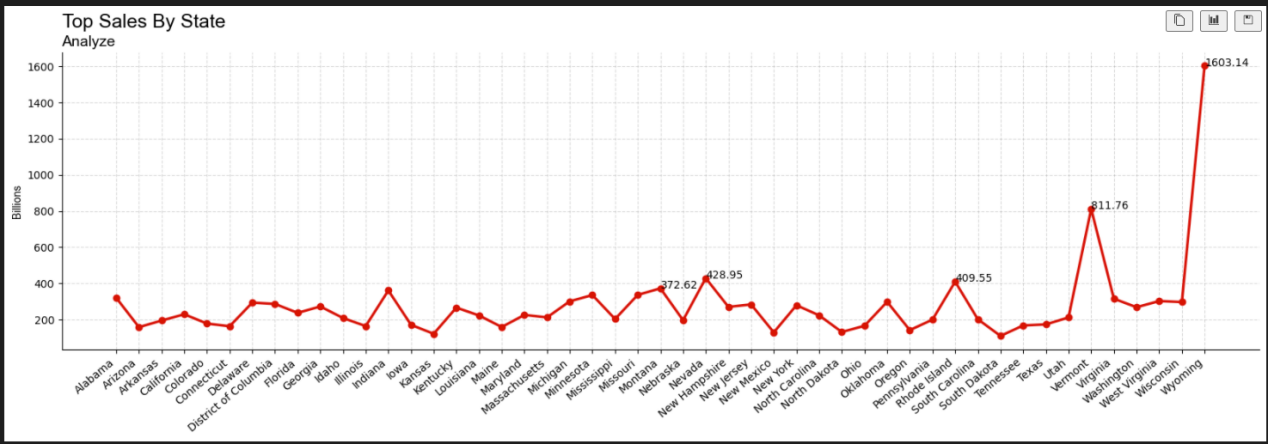 Top Sales By State
Analyze
Billions
1600
1400
1200
1000
800
600
400
200
1603.14
811.76
428.95
409.55
372.62
Alabama
Arizona
Arkansas
California
Colorado
Connecticut
Delaware
District of Columbia
Florida
Georgia
Idaho
Illinois
Indiana
Iowa
Kansas
Kentucky
Louisiana
Maine
Maryland
Massachusetts
Michigan
Minnesota
Mississippi
Missouri
Montana
Nebraska
Nevada
New Hampshire
New Jersey
New Mexico
New York
North Carolina
North Dakota
Ohio
Oklahoma
Oregon
Pennsylvania
Rhode Island
South Carolina
South Dakota
Tennessee
Texas
Utah
Vermont
Virginia
Washington
West Virginia
Wisconsin
Wyoming